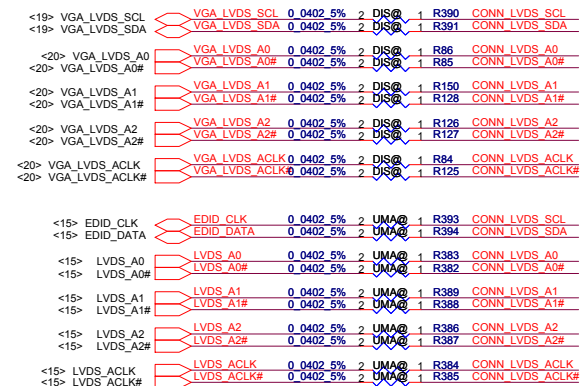 <19> VGA_LVDS_SCL VGA_LVDS_SCL 0_0402_5% 2 DIS@ 1 R390 CONN_LVDS_SCL
<19> VGA_LVDS_SDA VGA_LVDS_SDA 0_0402_5% 2 DIS@ 1 R391 CONN_LVDS_SDA
<20> VGA_LVDS_A0 VGA_LVDS_A0 0_0402_5% 2 DIS@ 1 R86 CONN_LVDS_A0
<20> VGA_LVDS_A0# VGA_LVDS_A0# 0_0402_5% 2 DIS@ 1 R85 CONN_LVDS_A0#
<20> VGA_LVDS_A1 VGA_LVDS_A1 0_0402_5% 2 DIS@ 1 R150 CONN_LVDS_A1
<20> VGA_LVDS_A1# VGA_LVDS_A1# 0_0402_5% 2 DIS@ 1 R128 CONN_LVDS_A1#
<20> VGA_LVDS_A2 VGA_LVDS_A2 0_0402_5% 2 DIS@ 1 R126 CONN_LVDS_A2
<20> VGA_LVDS_A2# VGA_LVDS_A2# 0_0402_5% 2 DIS@ 1 R127 CONN_LVDS_A2#
<20> VGA_LVDS_ACLK VGA_LVDS_ACLK 0_0402_5% 2 DIS@ 1 R84 CONN_LVDS_ACLK
<20> VGA_LVDS_ACLK# VGA_LVDS_ACLK# 0_0402_5% 2 DIS@ 1 R125 CONN_LVDS_ACLK#
<15> EDID_CLK EDID_CLK 0_0402_5% 2 UMA@ 1 R393 CONN_LVDS_SCL
<15> EDID_DATA EDID_DATA 0_0402_5% 2 UMA@ 1 R394 CONN_LVDS_SDA
<15> LVDS_A0 LVDS_A0 0_0402_5% 2 UMA@ 1 R383 CONN_LVDS_A0
<15> LVDS_A0# LVDS_A0# 0_0402_5% 2 UMA@ 1 R382 CONN_LVDS_A0#
<15> LVDS_A1 LVDS_A1 0_0402_5% 2 UMA@ 1 R389 CONN_LVDS_A1
<15> LVDS_A1# LVDS_A1# 0_0402_5% 2 UMA@ 1 R388 CONN_LVDS_A1#
<15> LVDS_A2 LVDS_A2 0_0402_5% 2 UMA@ 1 R386 CONN_LVDS_A2
<15> LVDS_A2# LVDS_A2# 0_0402_5% 2 UMA@ 1 R387 CONN_LVDS_A2#
<15> LVDS_ACLK LVDS_ACLK 0_0402_5% 2 UMA@ 1 R384 CONN_LVDS_ACLK
<15> LVDS_ACLK# LVDS_ACLK# 0_0402_5% 2 UMA@ 1 R385 CONN_LVDS_ACLK#